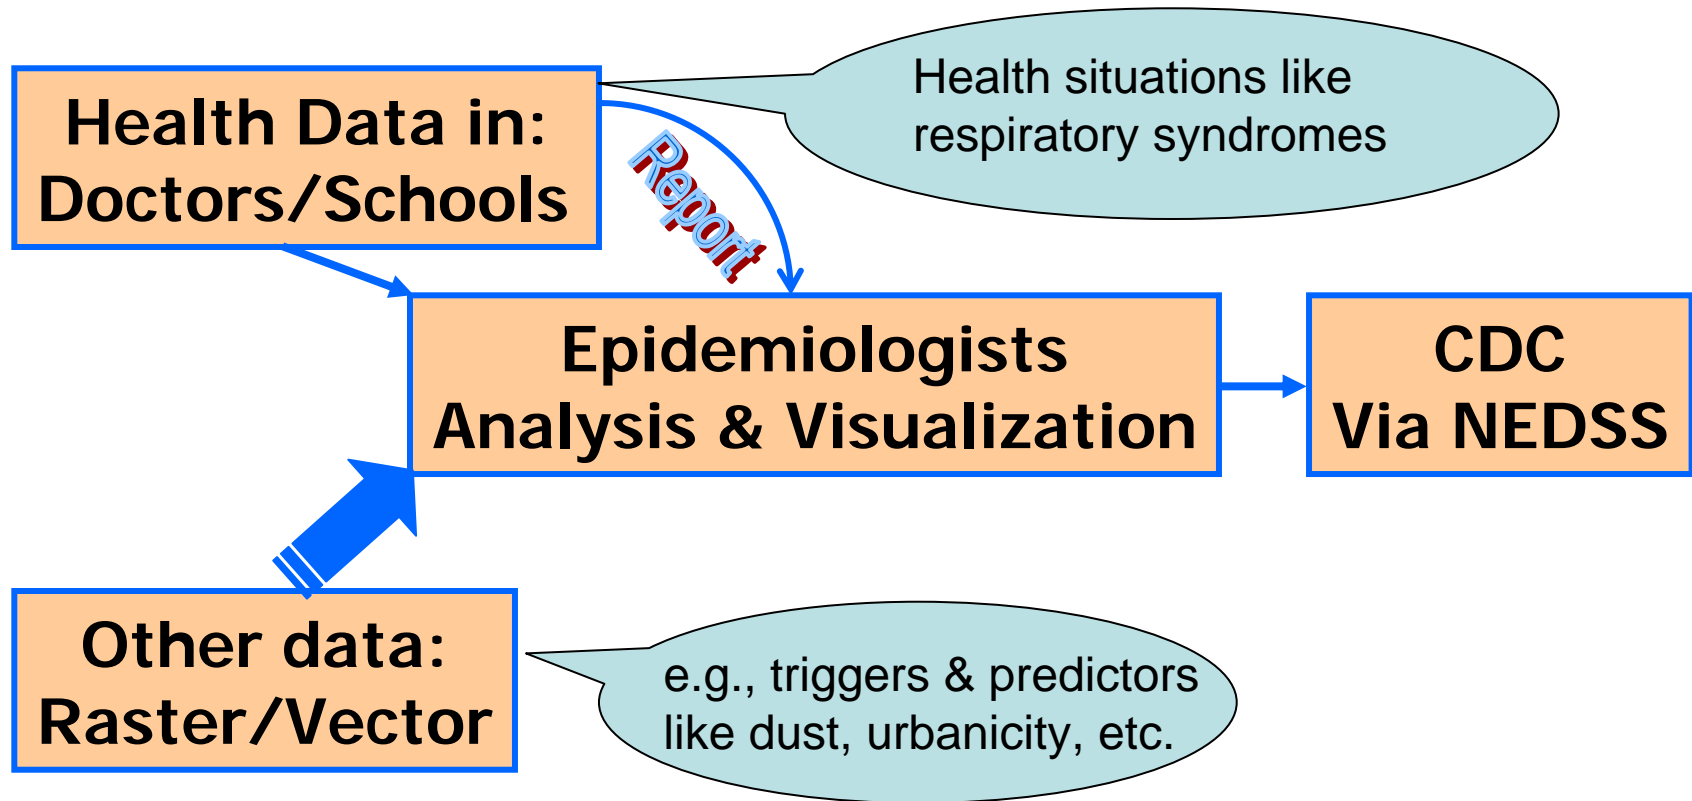 Health Data in:
Doctors/Schools
Health situations like
respiratory syndromes
Report
Epidemiologists
Analysis & Visualization
CDC
Via NEDSS
Other data:
Raster/Vector
e.g., triggers & predictors
like dust, urbanicity, etc.